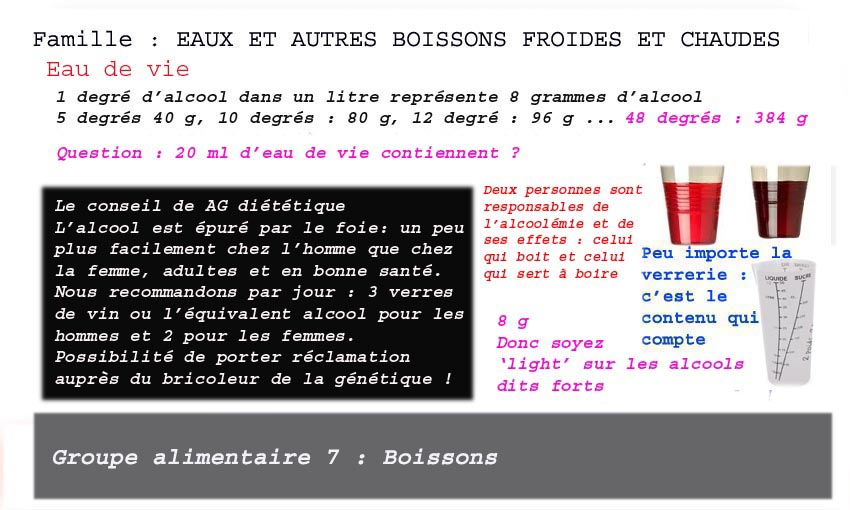 Famille : EAUX ET AUTRES BOISSONS FROIDES ET CHAUDES
Eau de vie
1 degré d’alcool dans un litre représente 8 grammes d’alcool
5 degrés 40 g, 10 degrés : 80 g, 12 degré : 96 g ... 48 degrés : 384 g
Question : 20 ml d’eau de vie contiennent ?
Le conseil de AG diététique
L’alcool est épuré par le foie: un peu
plus facilement chez l’homme que chez
la femme, adultes et en bonne santé.
Nous recommandons par jour : 3 verres
de vin ou l’équivalent alcool pour les
hommes et 2 pour les femmes.
Possibilité de porter réclamation
auprès du bricoleur de la génétique !
Deux personnes sont
responsables de
l’alcoolémie et de
ses effets : celui
qui boit et celui
qui sert à boire
Peu importe la
verrerie :
c’est le
contenu qui
compte
LIQUIDE SUCRE
8 g
Donc soyez
‘light’ sur les alcools
dits forts
Groupe alimentaire 7 : Boissons